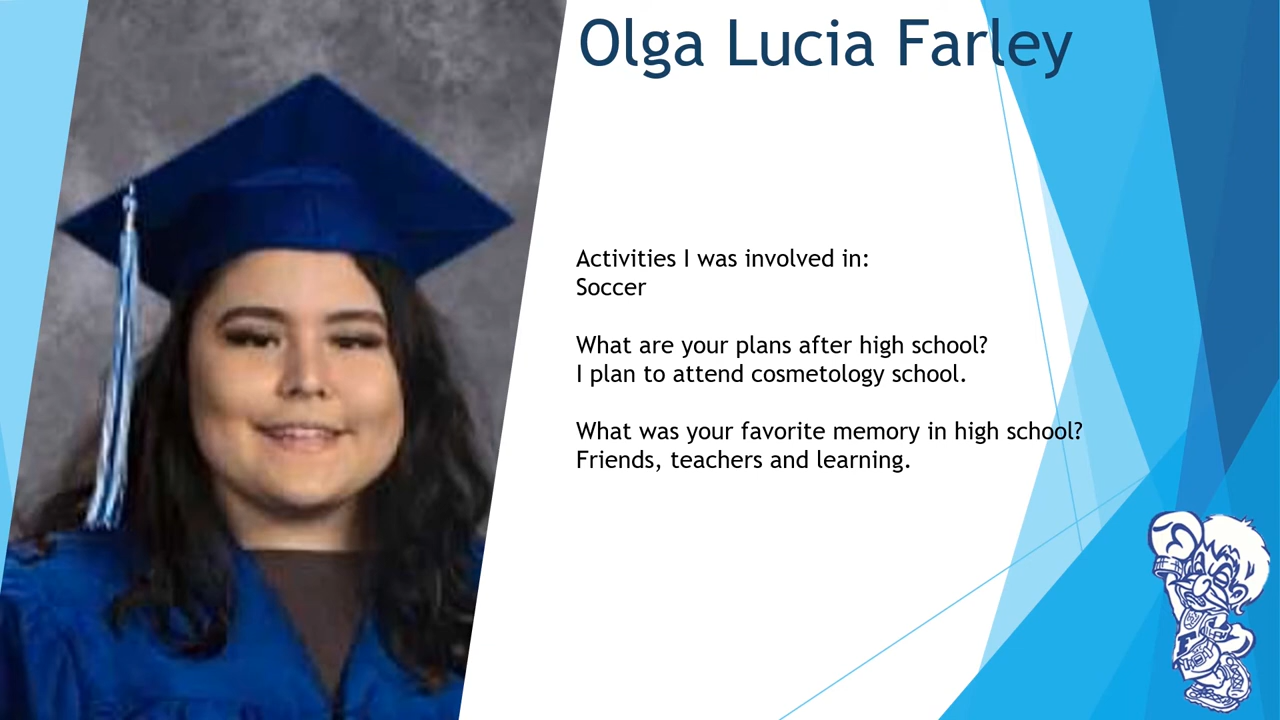 Olga Lucia Farley
Activities I was involved in:
Soccer
What are your plans after high school?
I plan to attend cosmetology school.
What was your favorite memory in high school?
Friends, teachers and learning.